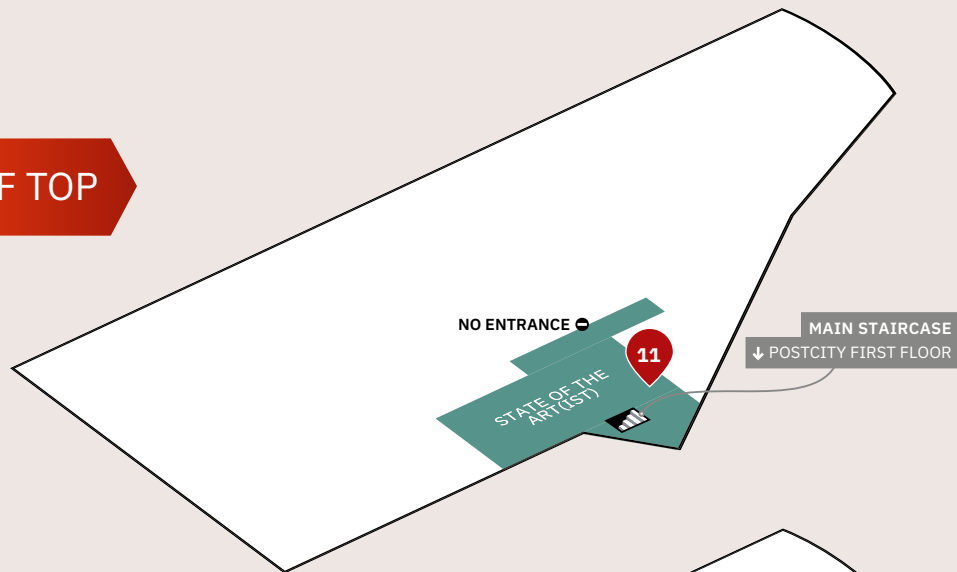 F TOP
NO ENTRANCE
MAIN STAIRCASE
↓ POSTCITY FIRST FLOOR
11
STATE OF THE
ART(IST)